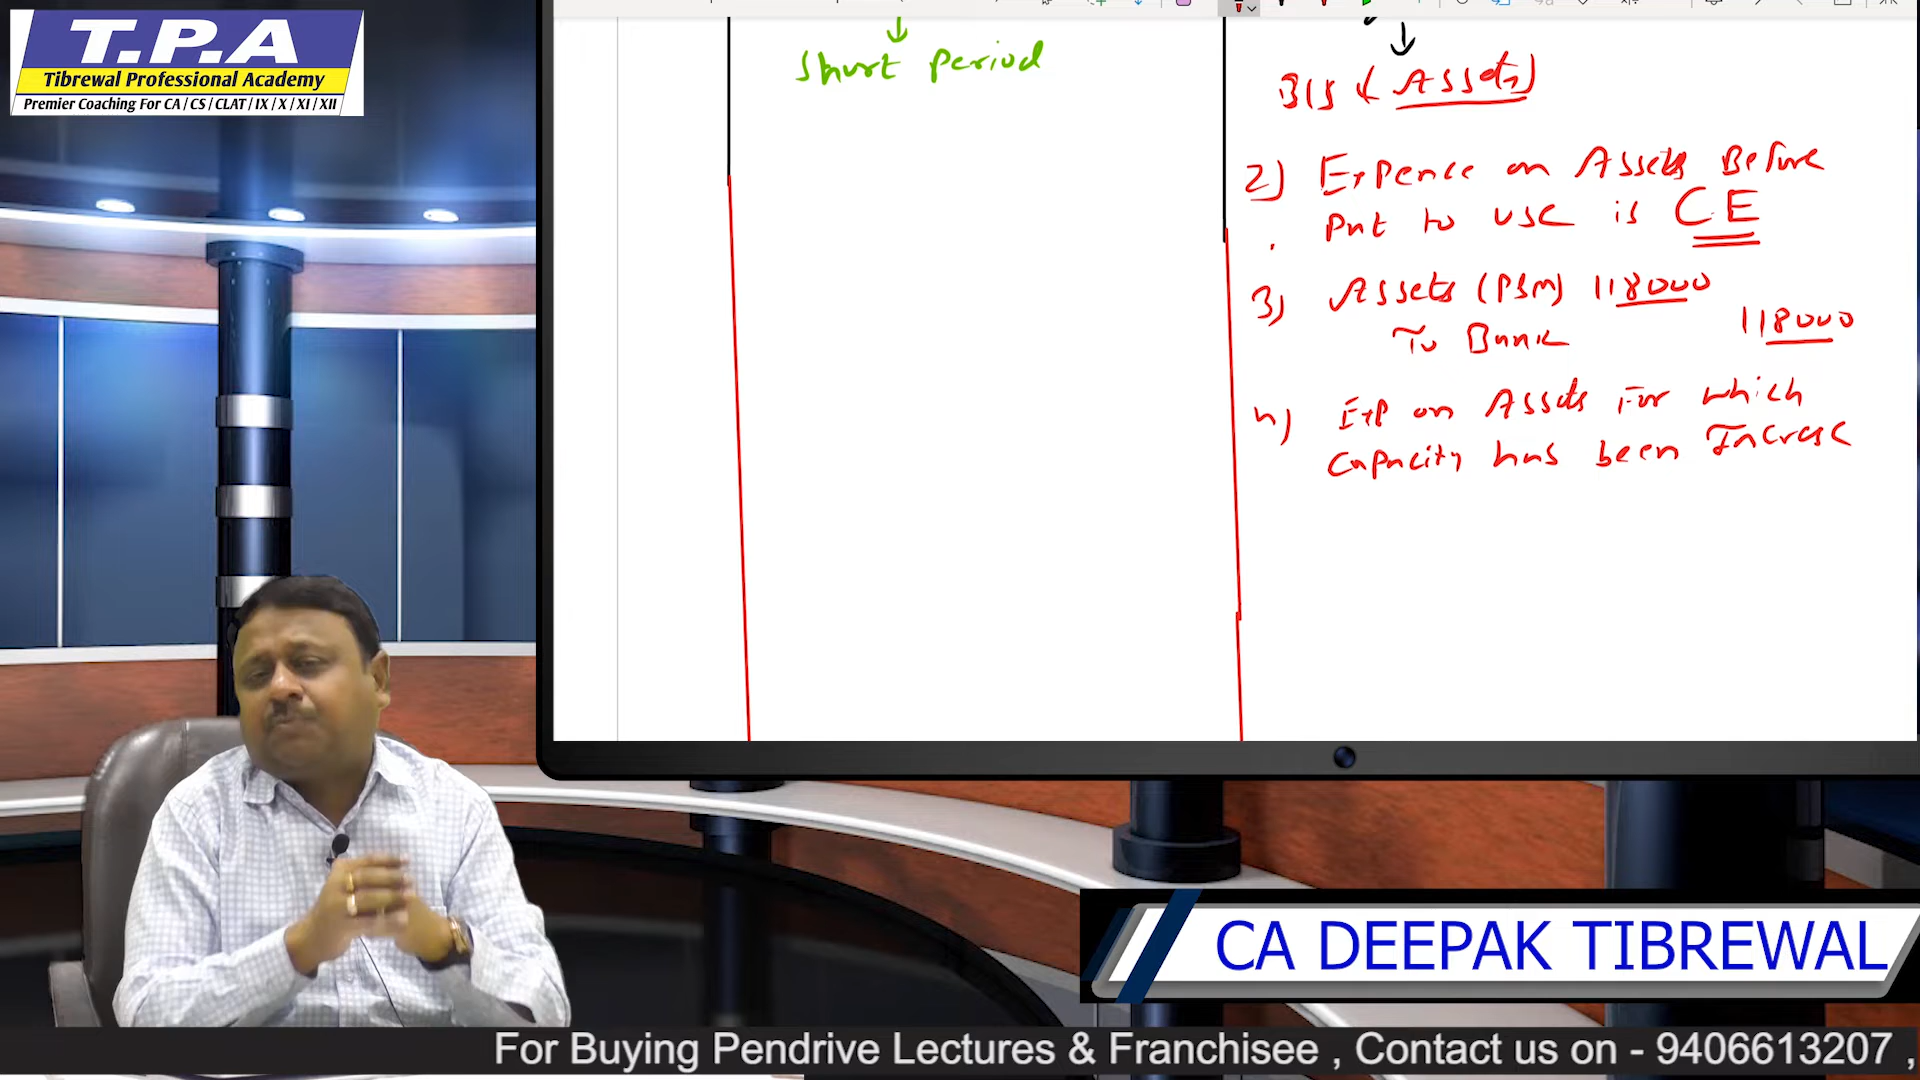 T.P.A
Tibrewal Professional Academy
Premier Coaching For CA / CS / CLAT / IX / X / XI / XII
Short Period
B/S (Assets)
2) Expence on Assets Before
Put to use is C.E
3) Assets (P&M) 118000
To Bank 118000
4) Exp on Assets For which
Capacity has been Increse
CA DEEPAK TIBREWAL
For Buying Pendrive Lectures & Franchisee , Contact us on - 9406613207 ,